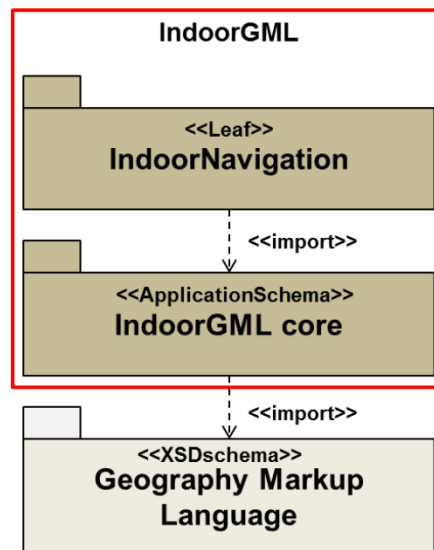 IndoorGML
<<Leaf>>
IndoorNavigation
<<import>>
<<ApplicationSchema>>
IndoorGML core
<<import>>
<<XSDschema>>
Geography Markup
Language